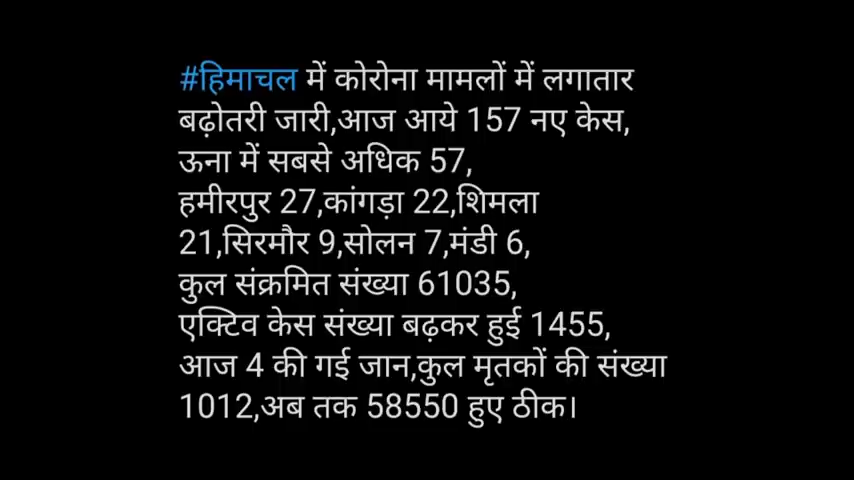 #हिमाचल में कोरोना मामलों में लगातार
बढ़ोतरी जारी,आज आये 157 नए केस,
ऊना में सबसे अधिक 57,
हमीरपुर 27,कांगड़ा 22,शिमला
21,सिरमौर 9,सोलन 7,मंडी 6,
कुल संक्रमित संख्या 61035,
एक्टिव केस संख्या बढ़कर हुई 1455,
आज 4 की गई जान,कुल मृतकों की संख्या
1012,अब तक 58550 हुए ठीक।